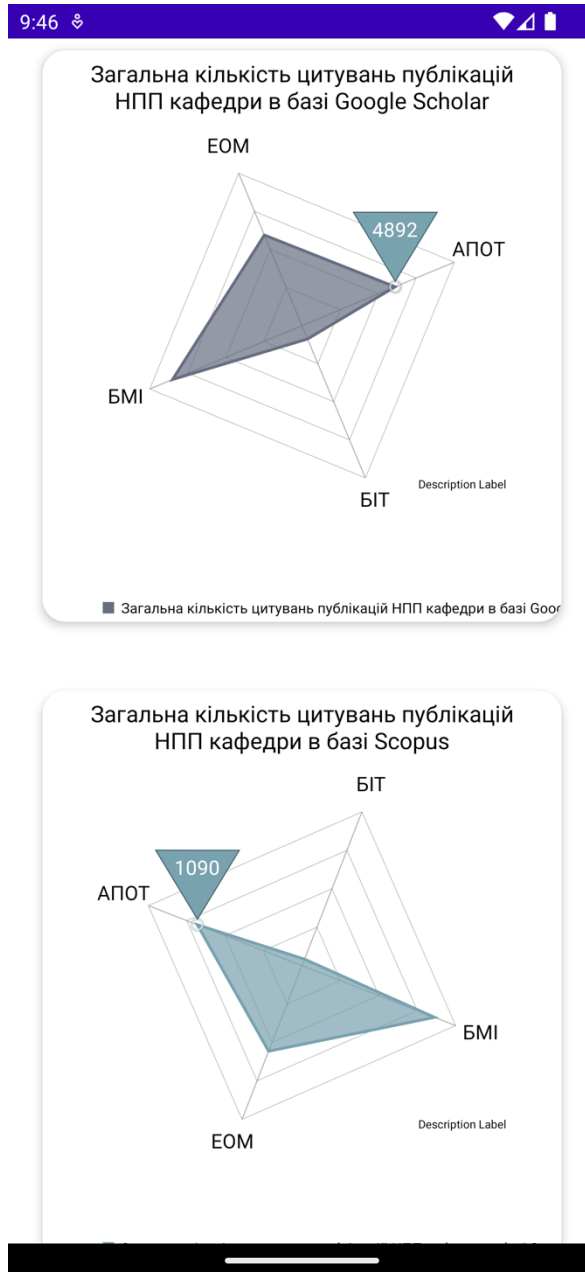 9:46
Загальна кількість цитувань публікацій
НПП кафедри в базі Google Scholar
ЕОМ
4892
АПОТ
БМІ
БІТ
Description Label
Загальна кількість цитувань публікацій НПП кафедри в базі Goo
Загальна кількість цитувань публікацій
НПП кафедри в базі Scopus
БІТ
1090
АПОТ
БМІ
ЕОМ
Description Label